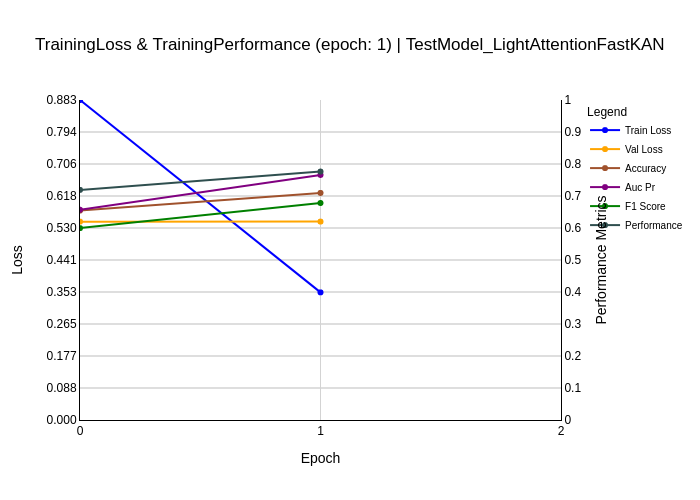 TrainingLoss & TrainingPerformance (epoch: 1) | TestModel_LightAttentionFastKAN
0.883
0.794
0.706
0.618
0.530
0.441
0.353
0.265
0.177
0.088
0.000
Loss
0
1
2
Epoch
1
0.9
0.8
0.7
0.6
0.5
0.4
0.3
0.2
0.1
0
Performance Metrics
Legend
Train Loss
Val Loss
Accuracy
Auc Pr
F1 Score
Performance